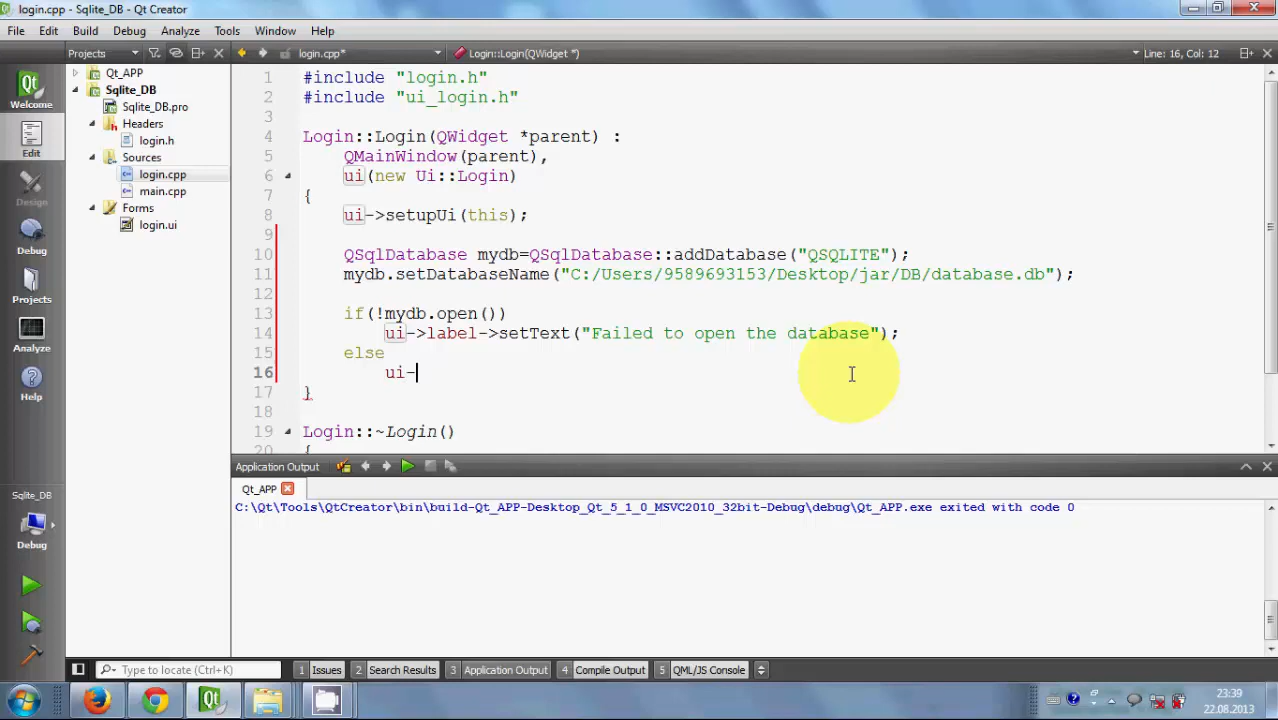 login.cpp - Sqlite_DB - Qt Creator
File Edit Build Debug Analyze Tools Window Help
Projects login.cpp* Login::Login(QWidget *) Line: 16, Col: 12
Welcome
Edit
Design
Debug
Projects
Analyze
Help
Sqlite_DB
Debug
Qt_APP
Sqlite_DB
Sqlite_DB.pro
Headers
login.h
Sources
login.cpp
main.cpp
Forms
login.ui
1 #include "login.h"
2 #include "ui_login.h"
3
4 Login::Login(QWidget *parent) :
5 QMainWindow(parent),
6 ui(new Ui::Login)
7 {
8 ui->setupUi(this);
9
10 QSqlDatabase mydb=QSqlDatabase::addDatabase("QSQLITE");
11 mydb.setDatabaseName("C:/Users/9589693153/Desktop/jar/DB/database.db");
12
13 if(!mydb.open())
14 ui->label->setText("Failed to open the database");
15 else
16 ui-
17 }
18
19 Login::~Login()
20 {
Application Output
Qt_APP
C:\Qt\Tools\QtCreator\bin\build-Qt_APP-Desktop_Qt_5_1_0_MSVC2010_32bit-Debug\debug\Qt_APP.exe exited with code 0
Type to locate (Ctrl+K) 1 Issues 2 Search Results 3 Application Output 4 Compile Output 5 QML/JS Console
23:39
22.08.2013